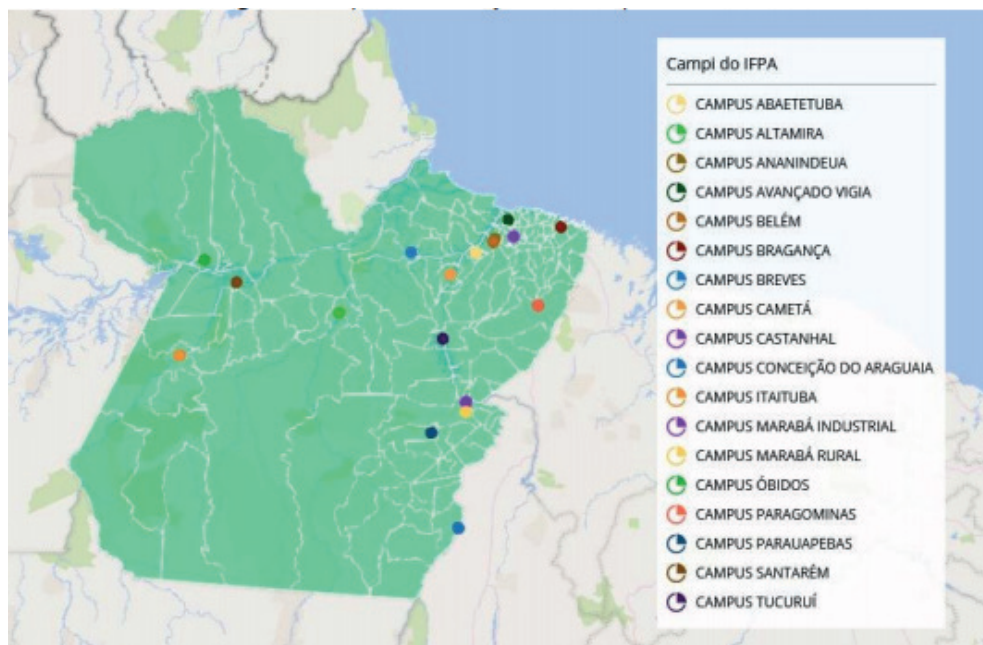 Campi do IFPA
CAMPUS ABAETETUBA
CAMPUS ALTAMIRA
CAMPUS ANANINDEUA
CAMPUS AVANÇADO VIGIA
CAMPUS BELÉM
CAMPUS BRAGANÇA
CAMPUS BREVES
CAMPUS CAMETÁ
CAMPUS CASTANHAL
CAMPUS CONCEIÇÃO DO ARAGUAIA
CAMPUS ITAITUBA
CAMPUS MARABÁ INDUSTRIAL
CAMPUS MARABÁ RURAL
CAMPUS ÓBIDOS
CAMPUS PARAGOMINAS
CAMPUS PARAUAPEBAS
CAMPUS SANTARÉM
CAMPUS TUCURUÍ